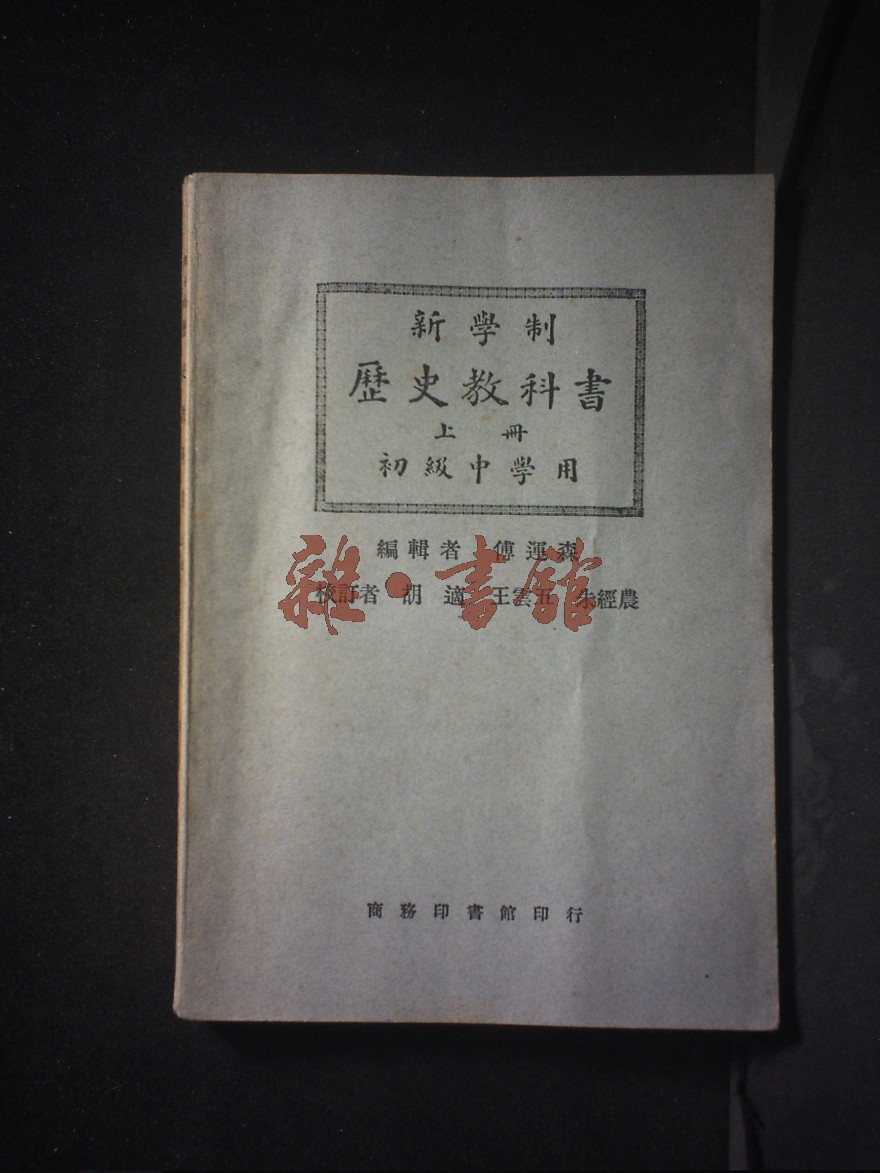 新學制
歷史教科書
上冊
初級中學用
編輯者 傅運森
校訂者 胡適 王雲五 朱經農
雜·書館
商務印書館印行